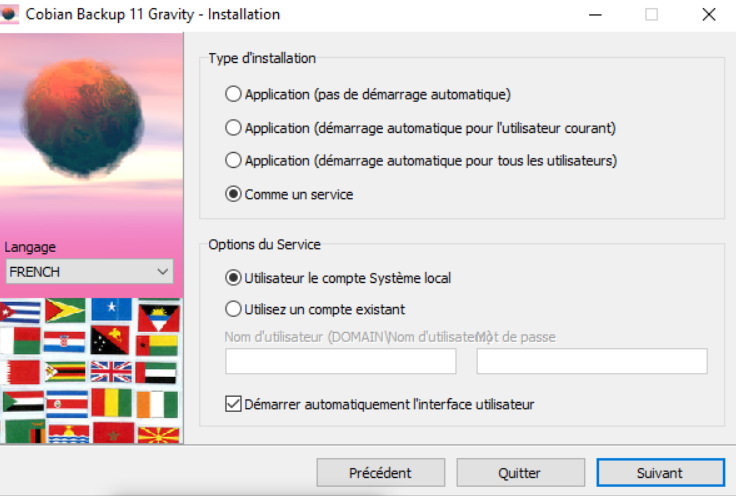 Cobian Backup 11 Gravity - Installation
Type d'installation
Application (pas de démarrage automatique)
Application (démarrage automatique pour l'utilisateur courant)
Application (démarrage automatique pour tous les utilisateurs)
Comme un service
Langage
FRENCH
Options du Service
Utilisateur le compte Système local
Utilisez un compte existant
Nom d'utilisateur (DOMAIN\Nom d'utilisateur) Mot de passe
Démarrer automatiquement l'interface utilisateur
Précédent Quitter Suivant